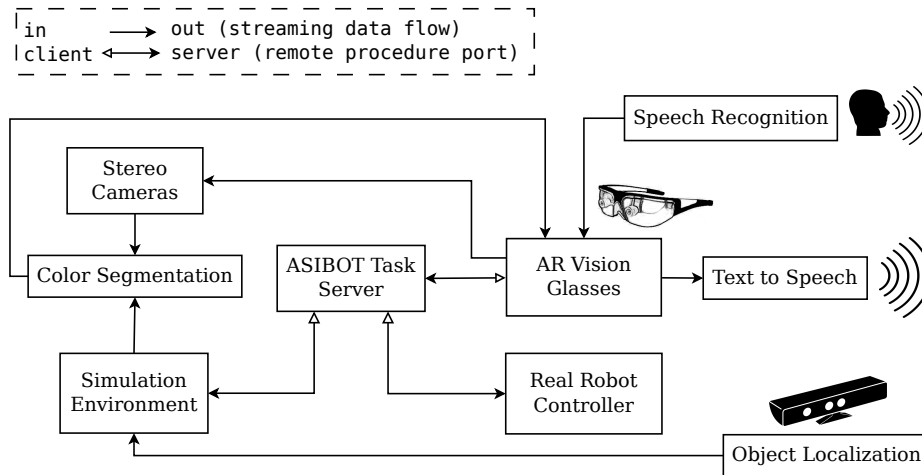 in out (streaming data flow)
client server (remote procedure port)
Speech Recognition
Stereo
Cameras
ASIBOT Task
Server
AR Vision
Glasses
Color Segmentation
Text to Speech
Simulation
Environment
Real Robot
Controller
Object Localization